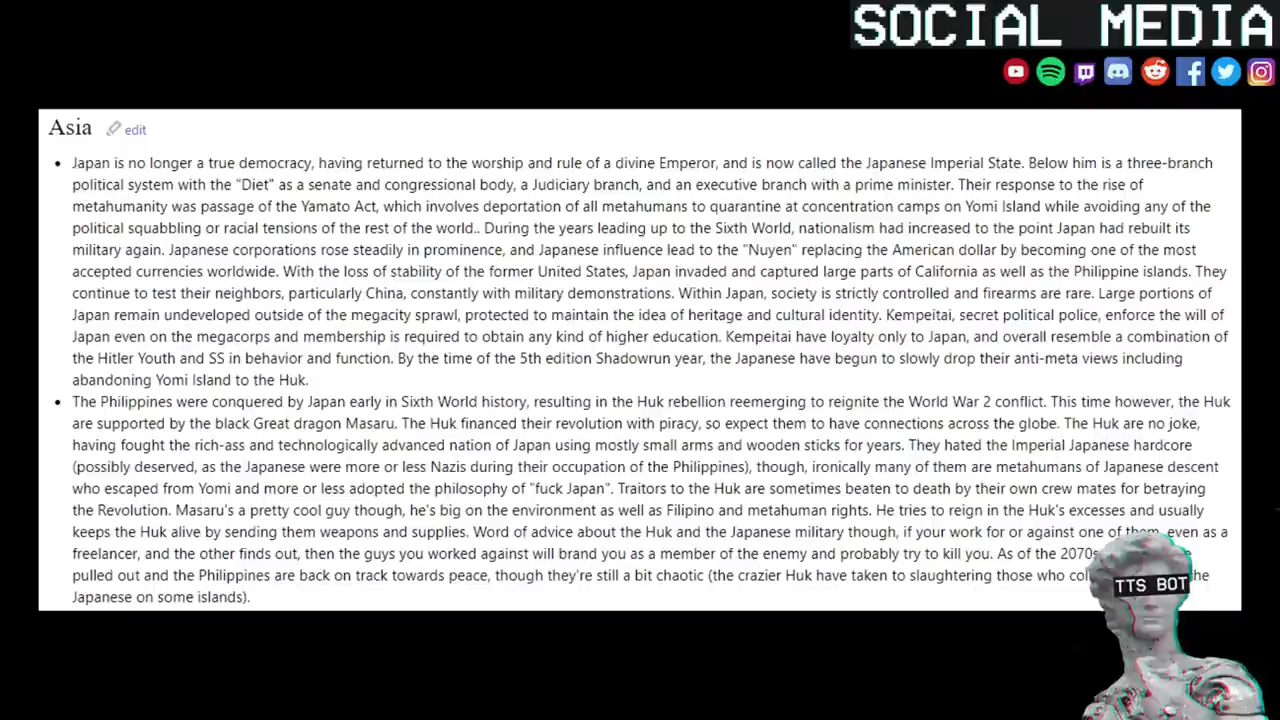 SOCIAL MEDIA
Asia edit
Japan is no longer a true democracy, having returned to the worship and rule of a divine Emperor, and is now called the Japanese Imperial State. Below him is a three-branch
political system with the "Diet" as a senate and congressional body, a Judiciary branch, and an executive branch with a prime minister. Their response to the rise of
metahumanity was passage of the Yamato Act, which involves deportation of all metahumans to quarantine at concentration camps on Yomi Island while avoiding any of the
political squabbling or racial tensions of the rest of the world.. During the years leading up to the Sixth World, nationalism had increased to the point Japan had rebuilt its
military again. Japanese corporations rose steadily in prominence, and Japanese influence lead to the "Nuyen" replacing the American dollar by becoming one of the most
accepted currencies worldwide. With the loss of stability of the former United States, Japan invaded and captured large parts of California as well as the Philippine islands. They
continue to test their neighbors, particularly China, constantly with military demonstrations. Within Japan, society is strictly controlled and firearms are rare. Large portions of
Japan remain undeveloped outside of the megacity sprawl, protected to maintain the idea of heritage and cultural identity. Kempeitai, secret political police, enforce the will of
Japan even on the megacorps and membership is required to obtain any kind of higher education. Kempeitai have loyalty only to Japan, and overall resemble a combination of
the Hitler Youth and SS in behavior and function. By the time of the 5th edition Shadowrun year, the Japanese have begun to slowly drop their anti-meta views including
abandoning Yomi Island to the Huk.
The Philippines were conquered by Japan early in Sixth World history, resulting in the Huk rebellion reemerging to reignite the World War 2 conflict. This time however, the Huk
are supported by the black Great dragon Masaru. The Huk financed their revolution with piracy, so expect them to have connections across the globe. The Huk are no joke,
having fought the rich-ass and technologically advanced nation of Japan using mostly small arms and wooden sticks for years. They hated the Imperial Japanese hardcore
(possibly deserved, as the Japanese were more or less Nazis during their occupation of the Philippines), though, ironically many of them are metahumans of Japanese descent
who escaped from Yomi and more or less adopted the philosophy of "fuck Japan". Traitors to the Huk are sometimes beaten to death by their own crew mates for betraying
the Revolution. Masaru's a pretty cool guy though, he's big on the environment as well as Filipino and metahuman rights. He tries to reign in the Huk's excesses and usually
keeps the Huk alive by sending them weapons and supplies. Word of advice about the Huk and the Japanese military though, if your work for or against one of them, even as a
freelancer, and the other finds out, then the guys you worked against will brand you as a member of the enemy and probably try to kill you. As of the 2070s
pulled out and the Philippines are back on track towards peace, though they're still a bit chaotic (the crazier Huk have taken to slaughtering those who the
Japanese on some islands).
TTS BOT